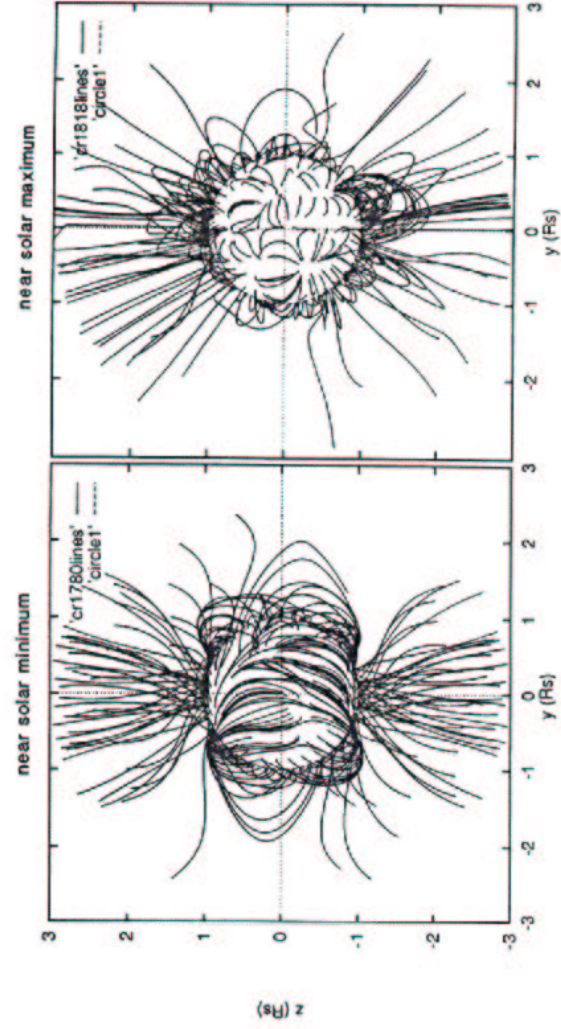 near solar minimum
'cr1780lines'
'circle1'
3
2
1
0
-1
-2
-3
z (Rs)
-3
-2
-1
0
1
2
3
y (Rs)
near solar maximum
'cr1818lines'
'circle1'
-2
-1
0
1
2
3
y (Rs)